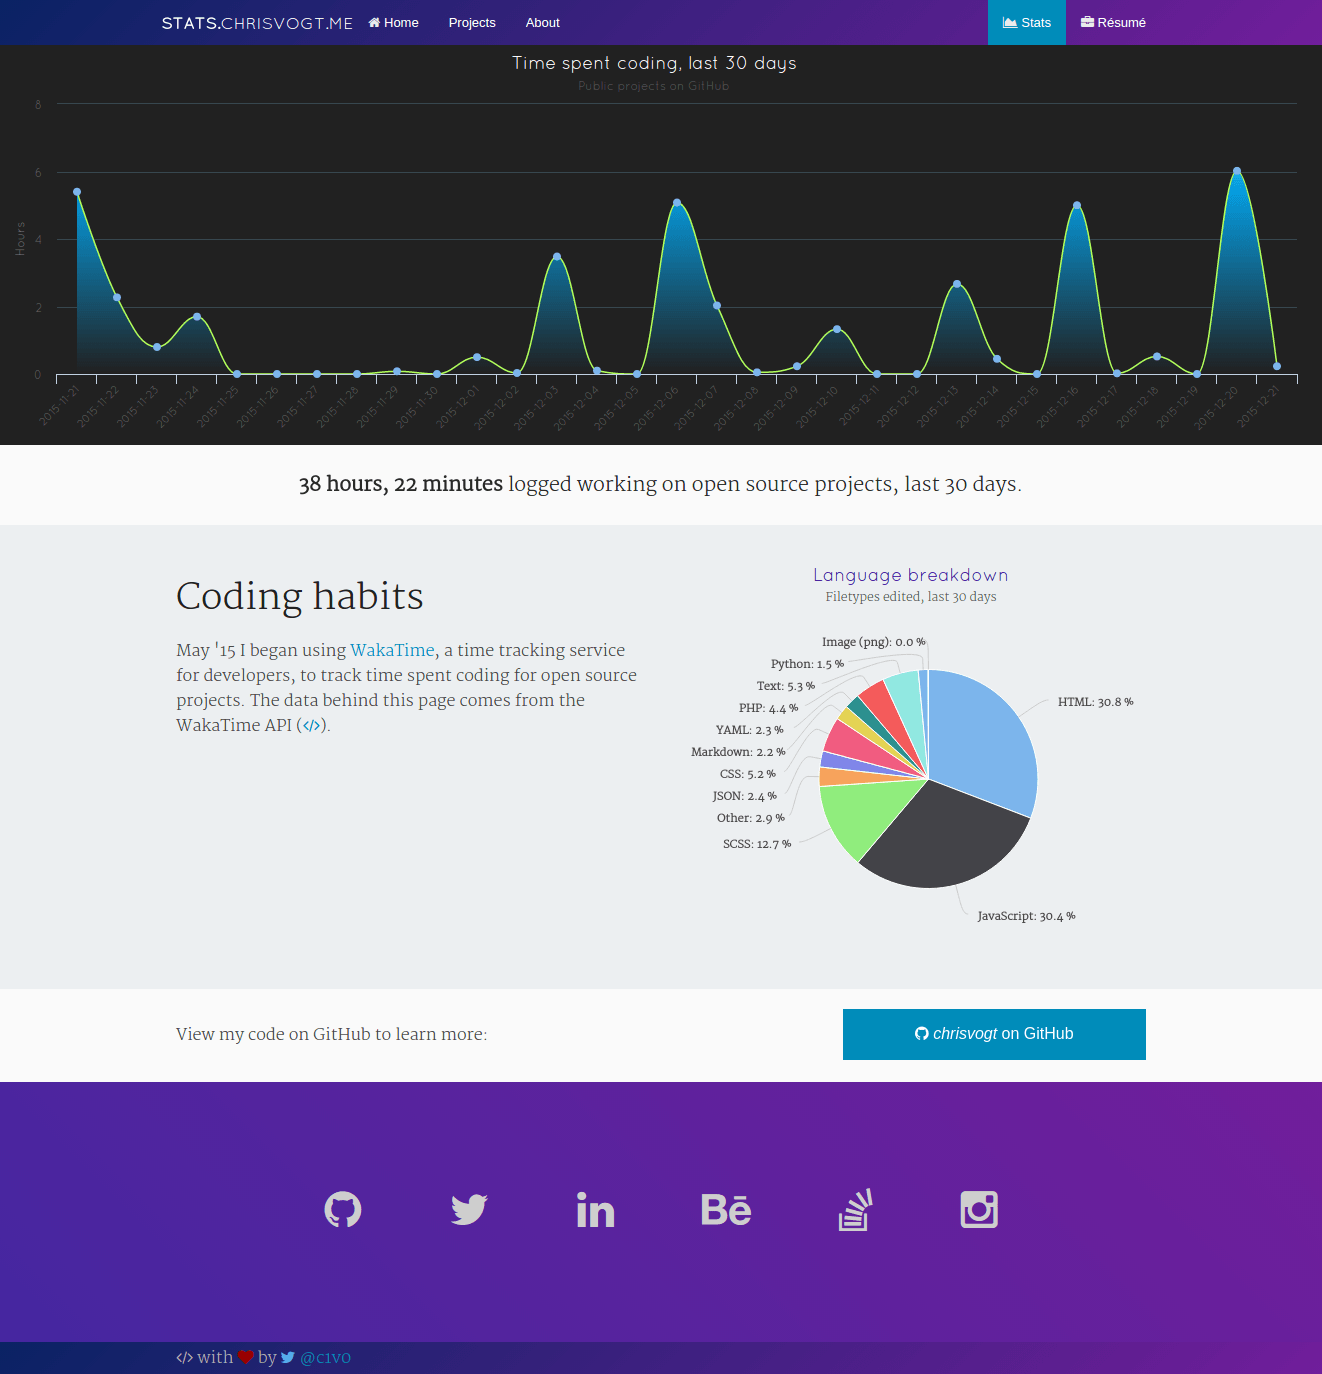 STATS.CHRISVOGT.ME Home Projects About Stats Résumé
Time spent coding, last 30 days
Public projects on GitHub
Hours
8
6
4
2
0
2015-11-21 2015-11-22 2015-11-23 2015-11-24 2015-11-25 2015-11-26 2015-11-27 2015-11-28 2015-11-29 2015-11-30 2015-12-01 2015-12-02 2015-12-03 2015-12-04 2015-12-05 2015-12-06 2015-12-07 2015-12-08 2015-12-09 2015-12-10 2015-12-11 2015-12-12 2015-12-13 2015-12-14 2015-12-15 2015-12-16 2015-12-17 2015-12-18 2015-12-19 2015-12-20 2015-12-21
38 hours, 22 minutes logged working on open source projects, last 30 days.
Coding habits
May '15 I began using WakaTime, a time tracking service
for developers, to track time spent coding for open source
projects. The data behind this page comes from the
WakaTime API (</>).
Language breakdown
Filetypes edited, last 30 days
Image (png): 0.0 %
Python: 1.5 %
Text: 5.3 %
PHP: 4.4 %
YAML: 2.3 %
Markdown: 2.2 %
CSS: 5.2 %
JSON: 2.4 %
Other: 2.9 %
SCSS: 12.7 %
HTML: 30.8 %
JavaScript: 30.4 %
View my code on GitHub to learn more:
chrisvogt on GitHub
in Bē
</> with by @c1v0